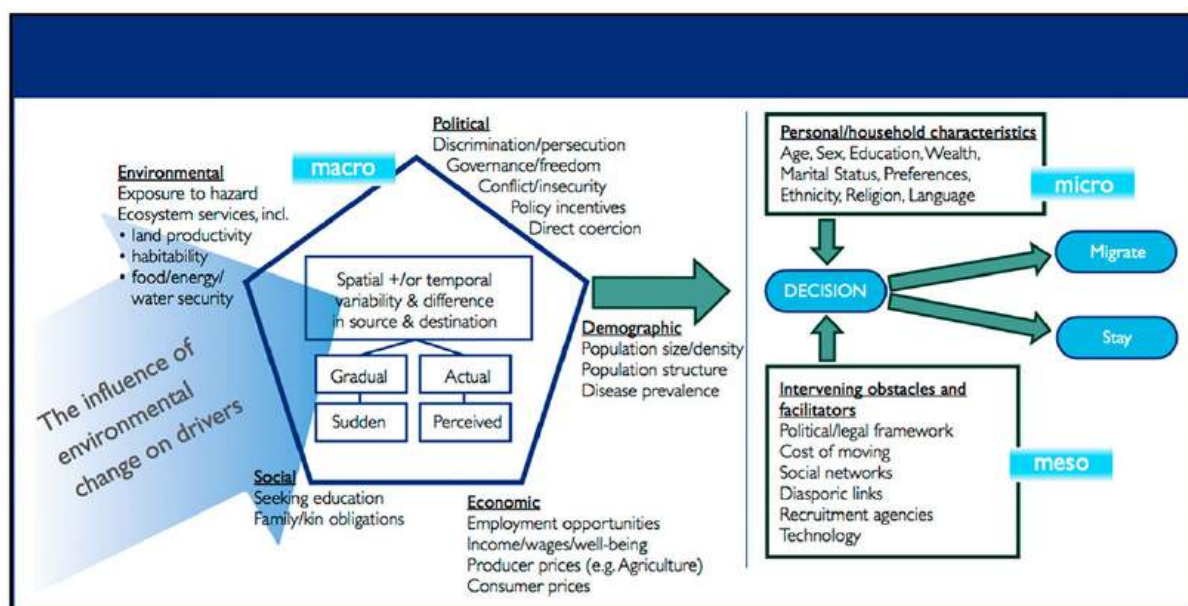 Political
Discrimination/persecution
Governance/freedom
Conflict/insecurity
Policy incentives
Direct coercion
macro
Environmental
Exposure to hazard
Ecosystem services, incl.
• land productivity
• habitability
• food/energy/
water security
The influence of
environmental
change on drivers
Spatial +/or temporal
variability & difference
in source & destination
Gradual
Actual
Sudden
Perceived
Demographic
Population size/density
Population structure
Disease prevalence
Social
Seeking education
Family/kin obligations
Economic
Employment opportunities
Income/wages/well-being
Producer prices (e.g. Agriculture)
Consumer prices
Personal/household characteristics
Age, Sex, Education, Wealth,
Marital Status, Preferences,
Ethnicity, Religion, Language
micro
DECISION
Migrate
Stay
Intervening obstacles and
facilitators
Political/legal framework
Cost of moving
Social networks
Diasporic links
Recruitment agencies
Technology
meso